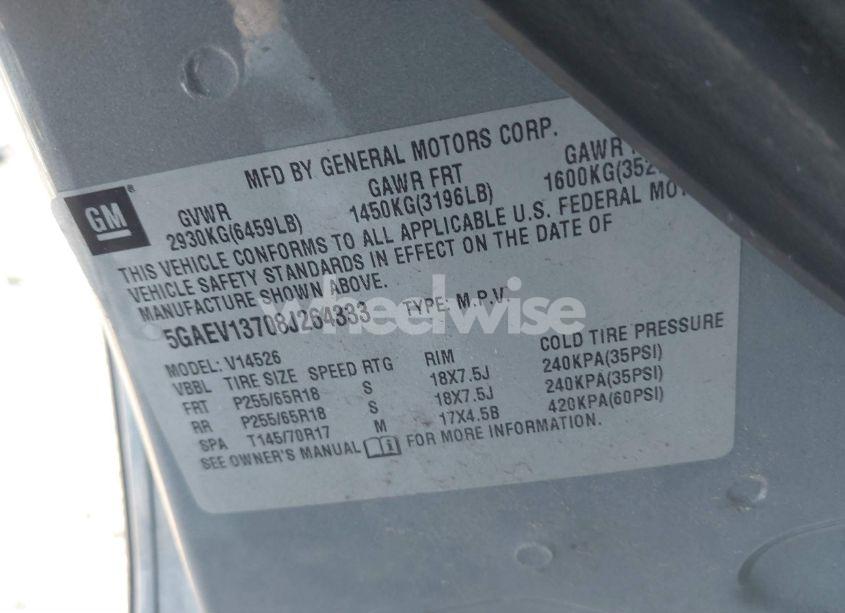 MFD BY GENERAL MOTORS CORP.
GM
GVWR GAWR FRT GAWR
2930KG(6459LB) 1450KG(3196LB) 1600KG(352
THIS VEHICLE CONFORMS TO ALL APPLICABLE U.S. FEDERAL MOT
VEHICLE SAFETY STANDARDS IN EFFECT ON THE DATE OF
MANUFACTURE SHOWN ABOVE.
5GAEV13708J264333 TYPE: M.P.V
wheelwise
MODEL: V14526
VBBL TIRE SIZE SPEED RTG RIM COLD TIRE PRESSURE
FRT P255/65R18 S 18X7.5J 240KPA(35PSI)
RR P255/65R18 S 18X7.5J 240KPA(35PSI)
SPA T145/70R17 M 17X4.5B 420KPA(60PSI)
SEE OWNER'S MANUAL FOR MORE INFORMATION.